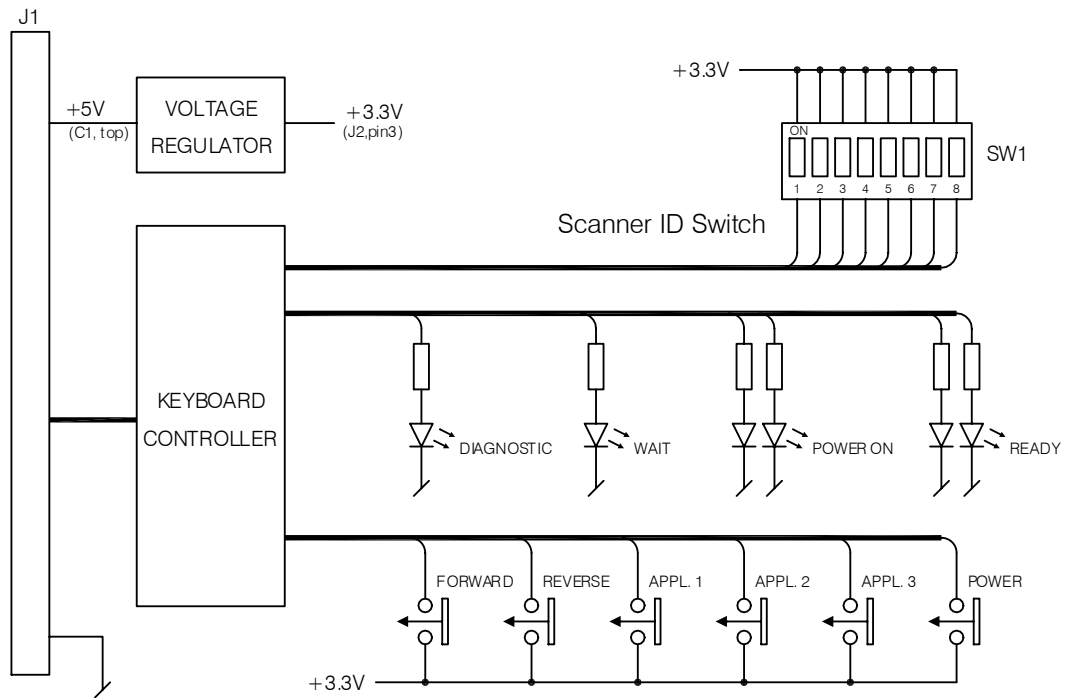 J1
+5V
(C1, top)
VOLTAGE
REGULATOR
+3.3V
(J2,pin3)
+3.3V
ON
1 2 3 4 5 6 7 8
SW1
Scanner ID Switch
KEYBOARD
CONTROLLER
DIAGNOSTIC
WAIT
POWER ON
READY
FORWARD
REVERSE
APPL. 1
APPL. 2
APPL. 3
POWER
+3.3V